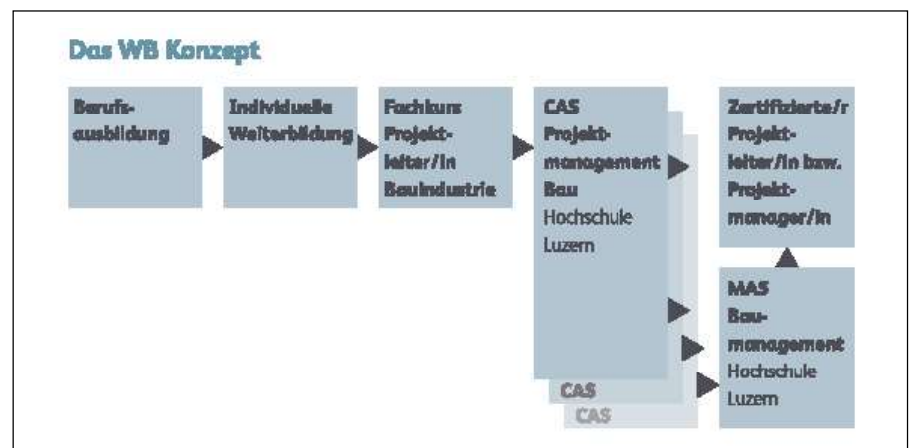 Das WB Konzept
Berufs-
ausbildung
Individuelle
Weiterbildung
Fachkurs
Projekt-
leiter/in
Bauindustrie
CAS
Projekt-
management
Bau
Hochschule
Luzern
CAS
CAS
Zertifizierte/r
Projekt-
leiter/in bzw.
Projekt-
manager/in
MAS
Bau-
management
Hochschule
Luzern